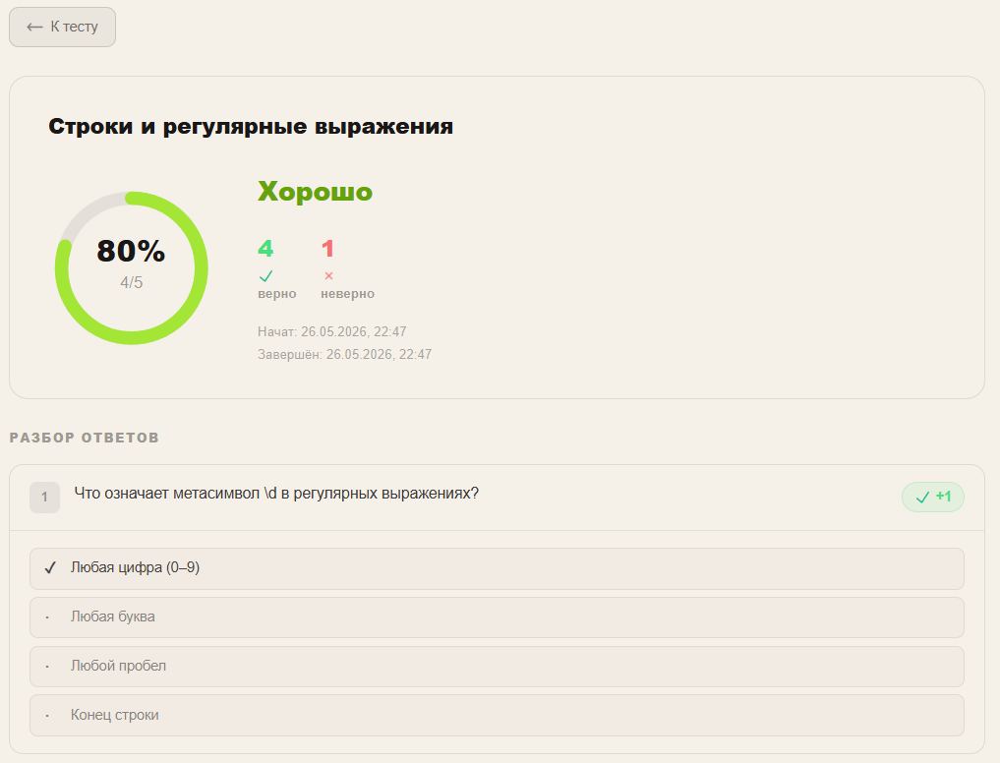 ← К тесту
Строки и регулярные выражения
Хорошо
80%
4/5
4 1
✓ ×
верно неверно
Начат: 26.05.2026, 22:47
Завершён: 26.05.2026, 22:47
РАЗБОР ОТВЕТОВ
1 Что означает метасимвол \d в регулярных выражениях? ✓ +1
✓ Любая цифра (0–9)
· Любая буква
· Любой пробел
· Конец строки